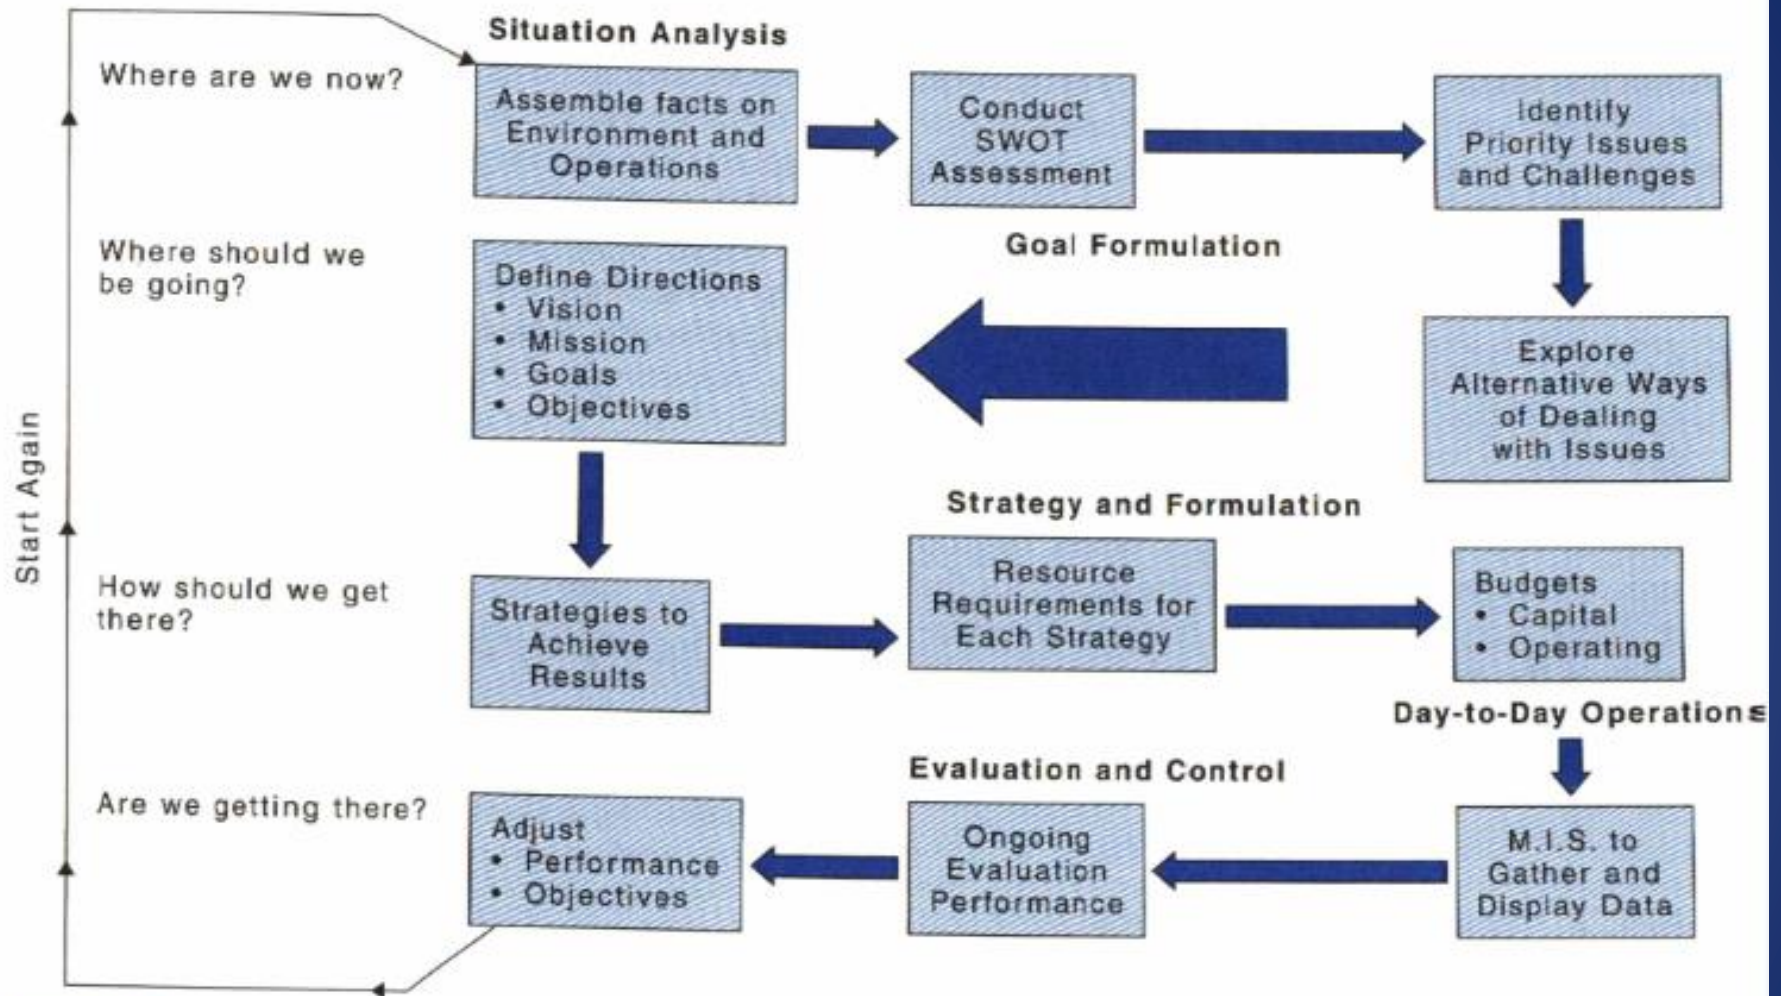 Situation Analysis
Where are we now?
Assemble facts on
Environment and
Operations
Conduct
SWOT
Assessment
Identify
Priority Issues
and Challenges
Where should we
be going?
Goal Formulation
Define Directions
• Vision
• Mission
• Goals
• Objectives
Explore
Alternative Ways
of Dealing
with Issues
Start Again
Strategy and Formulation
How should we get
there?
Strategies to
Achieve
Results
Resource
Requirements for
Each Strategy
Budgets
• Capital
• Operating
Day-to-Day Operations
Evaluation and Control
Are we getting there?
Adjust
• Performance
• Objectives
Ongoing
Evaluation
Performance
M.I.S. to
Gather and
Display Data